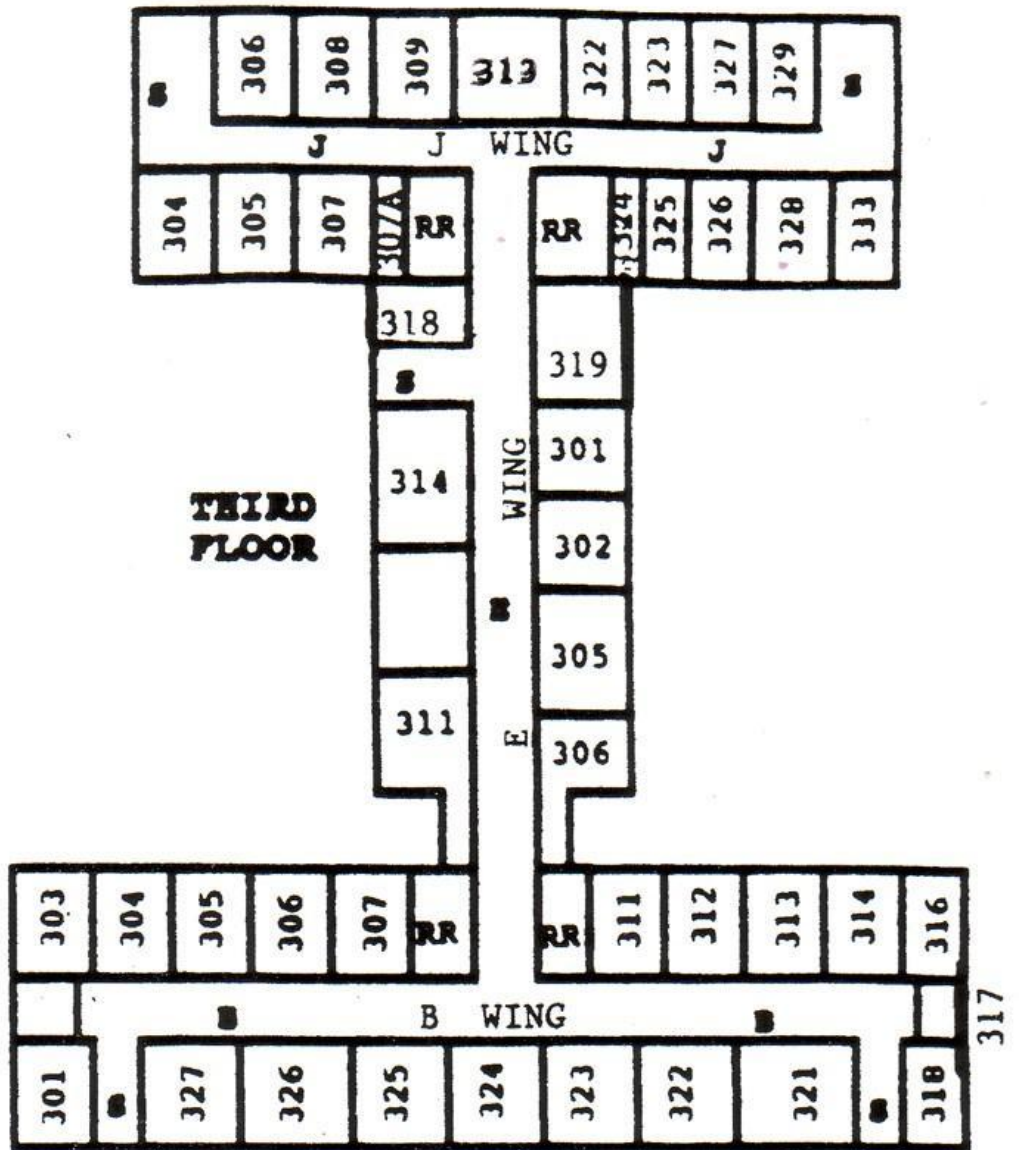 306 308 309 313 322 323 327 329
S S
J J WING J
304 305 307 307A RR RR 324 325 326 328 333
318
S
319
314
301
WING
THIRD
FLOOR
302
305
311
E
306
303 304 305 306 307 RR RR 311 312 313 314 316
B B WING B
317
301 S 327 326 325 324 323 322 321 S 318